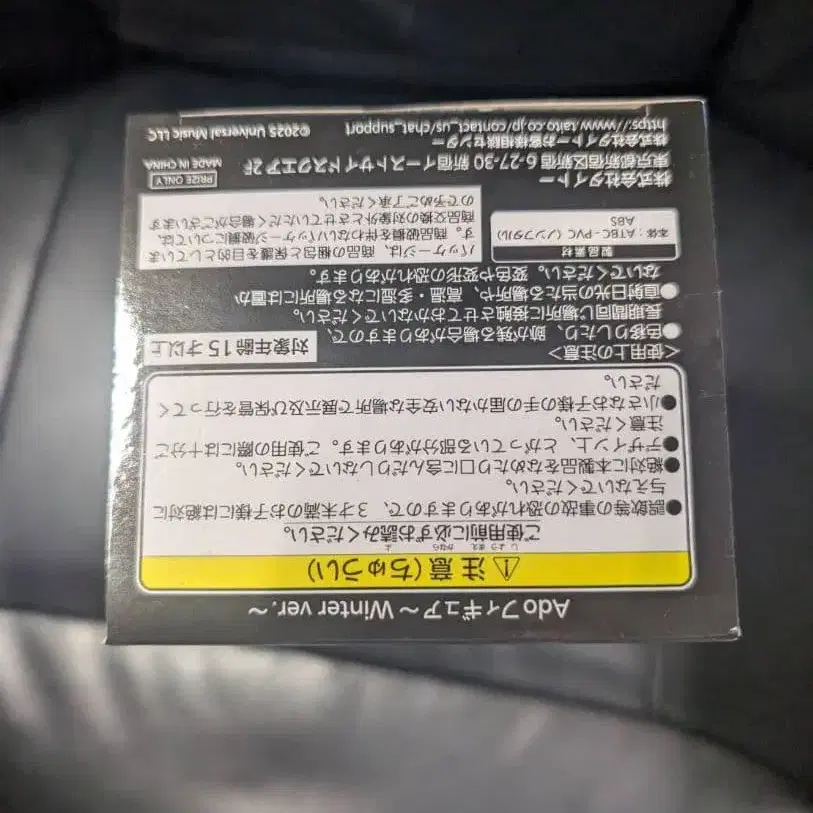 Adoフィギュア~Winter ver.~
⚠注意(ちゅうい)
しようまえ かなら よ
ご使用前に必ずお読みください。
●誤飲等の事故の恐れがありますので、3才未満のお子様には絶対に
与えないでください。
●絶対に本製品をなめたり口に含んだりしないでください。
●デザイン上、とがっている部分があります。ご使用の際には十分ご
注意ください。
●小さなお子様の手の届かない安全な場所で展示及び保管を行ってく
ださい。
<使用上の注意>
対象年齢15才以上
●色移りしたり、跡が残る場合がありますので、
長期間同じ場所に接触させておかないでください。
●直射日光の当たる場所や、高温・多湿になる場所には置か
ないでください。変色や変形の恐れがあります。
製品素材
本体:ATBC-PVC(ノンフタル)
ABS
パッケージは、商品の梱包と保護を目的としていま
す。商品破損を伴わないパッケージ破損については、
商品交換の対象外とさせていただく場合がございます
ので予めご了承ください。
株式会社タイトー
東京都新宿区新宿 6-27-30 新宿イーストサイドスクエア 2F
PRIZE ONLY
MADE IN CHINA
株式会社タイトーお客様相談センター
https://www.taito.co.jp/contact_us/chat_support
©2025 Universal Music LLC